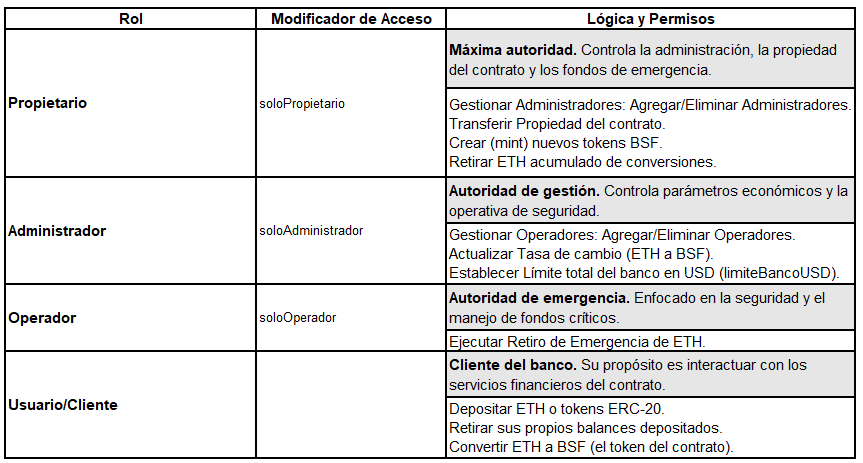 Rol
Modificador de Acceso
Lógica y Permisos
Propietario
soloPropietario
Máxima autoridad. Controla la administración, la propiedad
del contrato y los fondos de emergencia.
Gestionar Administradores: Agregar/Eliminar Administradores.
Transferir Propiedad del contrato.
Crear (mint) nuevos tokens BSF.
Retirar ETH acumulado de conversiones.
Administrador
soloAdministrador
Autoridad de gestión. Controla parámetros económicos y la
operativa de seguridad.
Gestionar Operadores: Agregar/Eliminar Operadores.
Actualizar Tasa de cambio (ETH a BSF).
Establecer Límite total del banco en USD (limiteBancoUSD).
Operador
soloOperador
Autoridad de emergencia. Enfocado en la seguridad y el
manejo de fondos críticos.
Ejecutar Retiro de Emergencia de ETH.
Usuario/Cliente
Cliente del banco. Su propósito es interactuar con los
servicios financieros del contrato.
Depositar ETH o tokens ERC-20.
Retirar sus propios balances depositados.
Convertir ETH a BSF (el token del contrato).